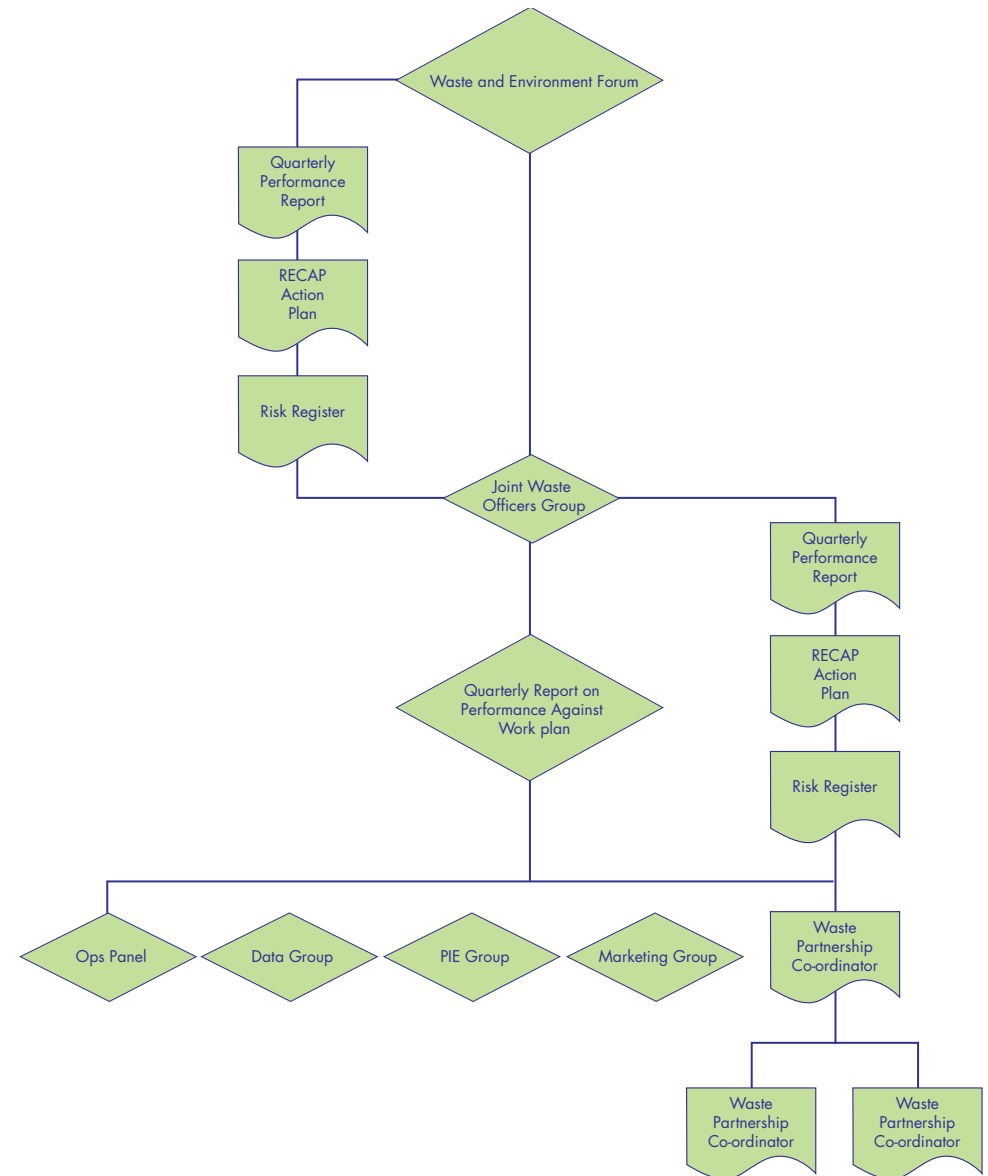 Waste and Environment Forum
Quarterly
Performance
Report
RECAP
Action
Plan
Risk Register
Joint Waste
Officers Group
Quarterly
Performance
Report
RECAP
Action
Plan
Risk Register
Quarterly Report on
Performance Against
Work plan
Ops Panel
Data Group
PIE Group
Marketing Group
Waste
Partnership
Co-ordinator
Waste
Partnership
Co-ordinator
Waste
Partnership
Co-ordinator